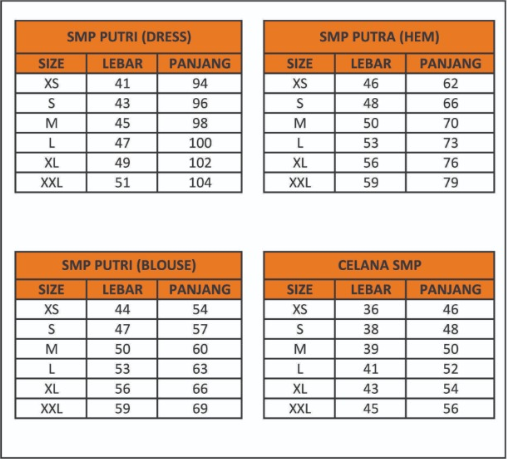 SMP PUTRI (DRESS)
SIZE LEBAR PANJANG
XS 41 94
S 43 96
M 45 98
L 47 100
XL 49 102
XXL 51 104
SMP PUTRA (HEM)
SIZE LEBAR PANJANG
XS 46 62
S 48 66
M 50 70
L 53 73
XL 56 76
XXL 59 79
SMP PUTRI (BLOUSE)
SIZE LEBAR PANJANG
XS 44 54
S 47 57
M 50 60
L 53 63
XL 56 66
XXL 59 69
CELANA SMP
SIZE LEBAR PANJANG
XS 36 46
S 38 48
M 39 50
L 41 52
XL 43 54
XXL 45 56